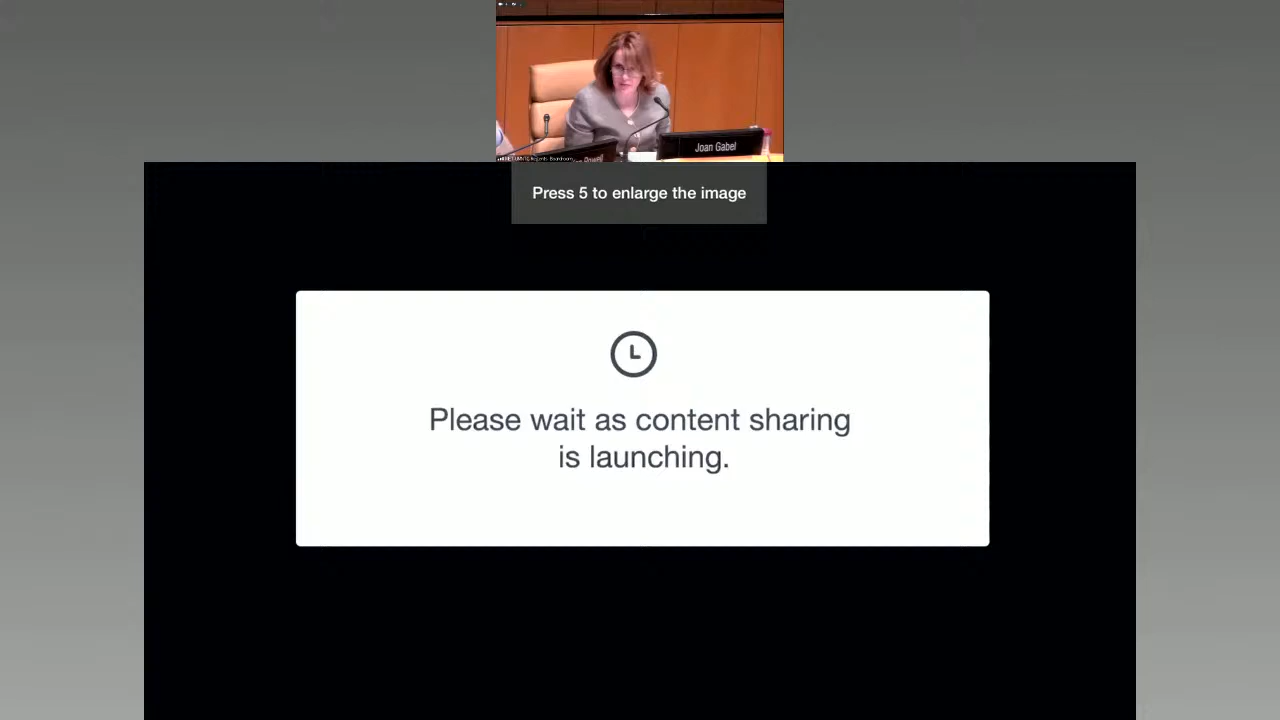 Joan Gabel
Press 5 to enlarge the image
Please wait as content sharing
is launching.